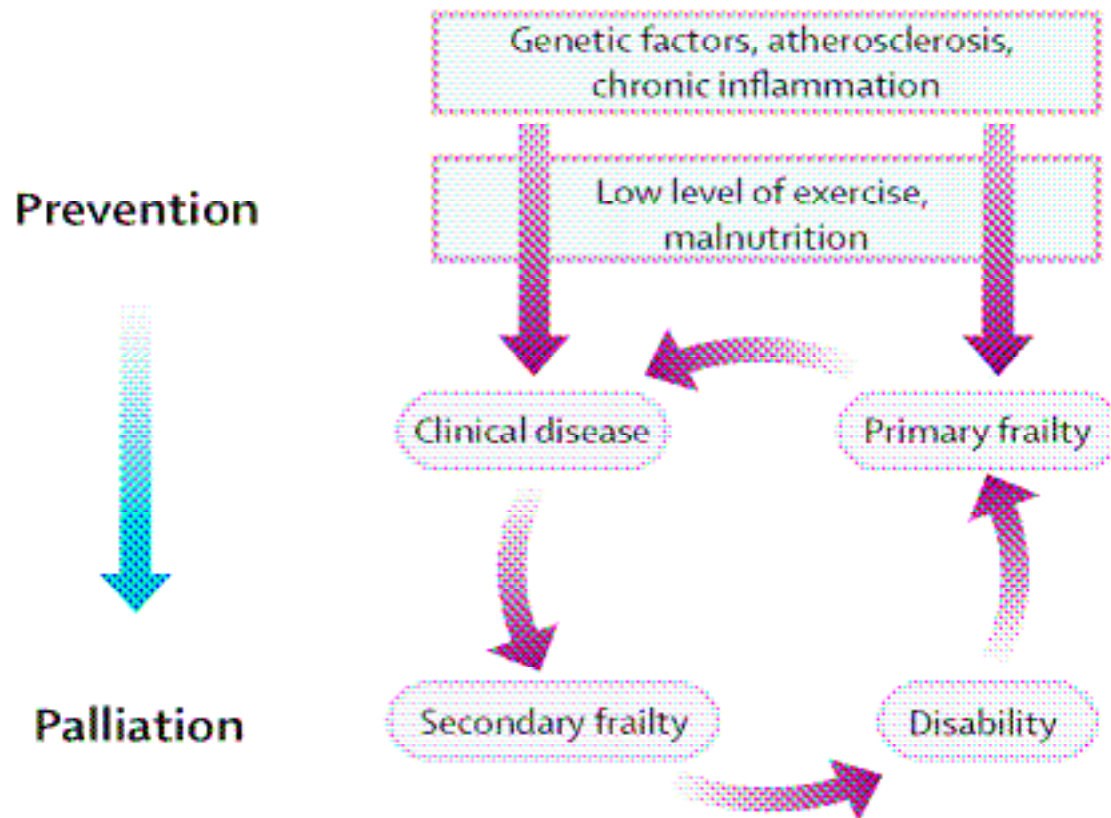 Genetic factors, atherosclerosis,
chronic inflammation
Prevention
Low level of exercise,
malnutrition
Clinical disease
Primary frailty
Palliation
Secondary frailty
Disability